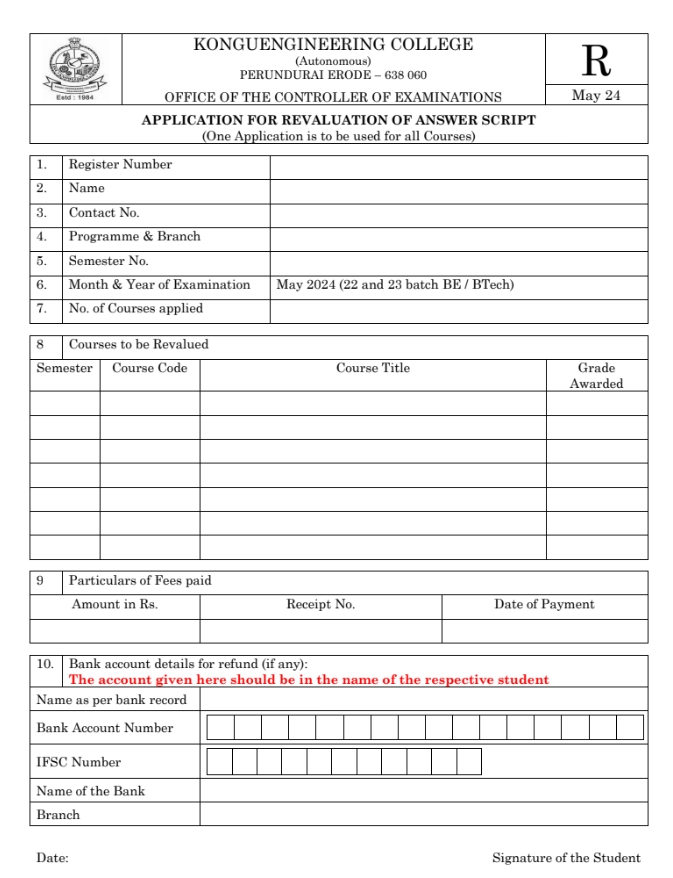 KONGUENGINEERING COLLEGE
(Autonomous)
PERUNDURAI ERODE – 638 060
OFFICE OF THE CONTROLLER OF EXAMINATIONS
Estd : 1984
R
May 24
APPLICATION FOR REVALUATION OF ANSWER SCRIPT
(One Application is to be used for all Courses)
1. Register Number
2. Name
3. Contact No.
4. Programme & Branch
5. Semester No.
6. Month & Year of Examination May 2024 (22 and 23 batch BE / BTech)
7. No. of Courses applied
8 Courses to be Revalued
Semester Course Code Course Title Grade
Awarded
9 Particulars of Fees paid
Amount in Rs. Receipt No. Date of Payment
10. Bank account details for refund (if any):
The account given here should be in the name of the respective student
Name as per bank record
Bank Account Number
IFSC Number
Name of the Bank
Branch
Date: Signature of the Student